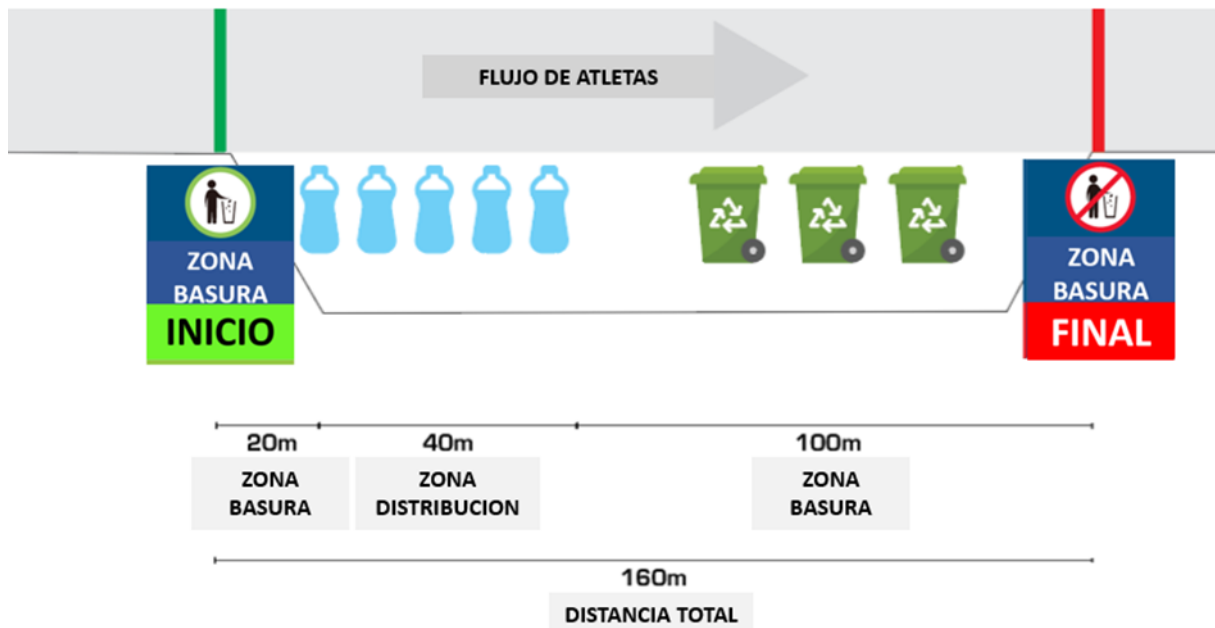 FLUJO DE ATLETAS
ZONA
BASURA
INICIO
ZONA
BASURA
FINAL
20m
40m
100m
ZONA
BASURA
ZONA
DISTRIBUCION
ZONA
BASURA
160m
DISTANCIA TOTAL